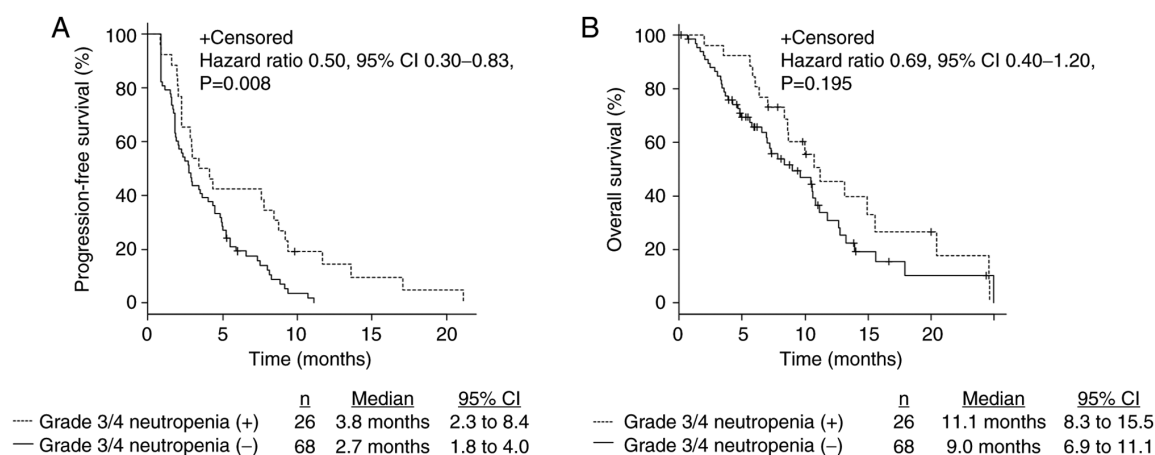 A
+Censored
Hazard ratio 0.50, 95% CI 0.30–0.83,
P=0.008
Progression-free survival (%)
100
80
60
40
20
0
0 5 10 15 20
Time (months)
n Median 95% CI
Grade 3/4 neutropenia (+) 26 3.8 months 2.3 to 8.4
Grade 3/4 neutropenia (–) 68 2.7 months 1.8 to 4.0
B
+Censored
Hazard ratio 0.69, 95% CI 0.40–1.20,
P=0.195
Overall survival (%)
100
80
60
40
20
0
0 5 10 15 20
Time (months)
n Median 95% CI
Grade 3/4 neutropenia (+) 26 11.1 months 8.3 to 15.5
Grade 3/4 neutropenia (–) 68 9.0 months 6.9 to 11.1